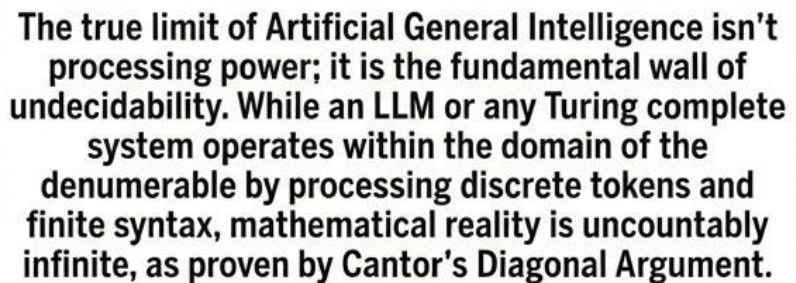 The true limit of Artificial General Intelligence isn't
processing power; it is the fundamental wall of
undecidability. While an LLM or any Turing complete
system operates within the domain of the
denumerable by processing discrete tokens and
finite syntax, mathematical reality is uncountably
infinite, as proven by Cantor's Diagonal Argument.